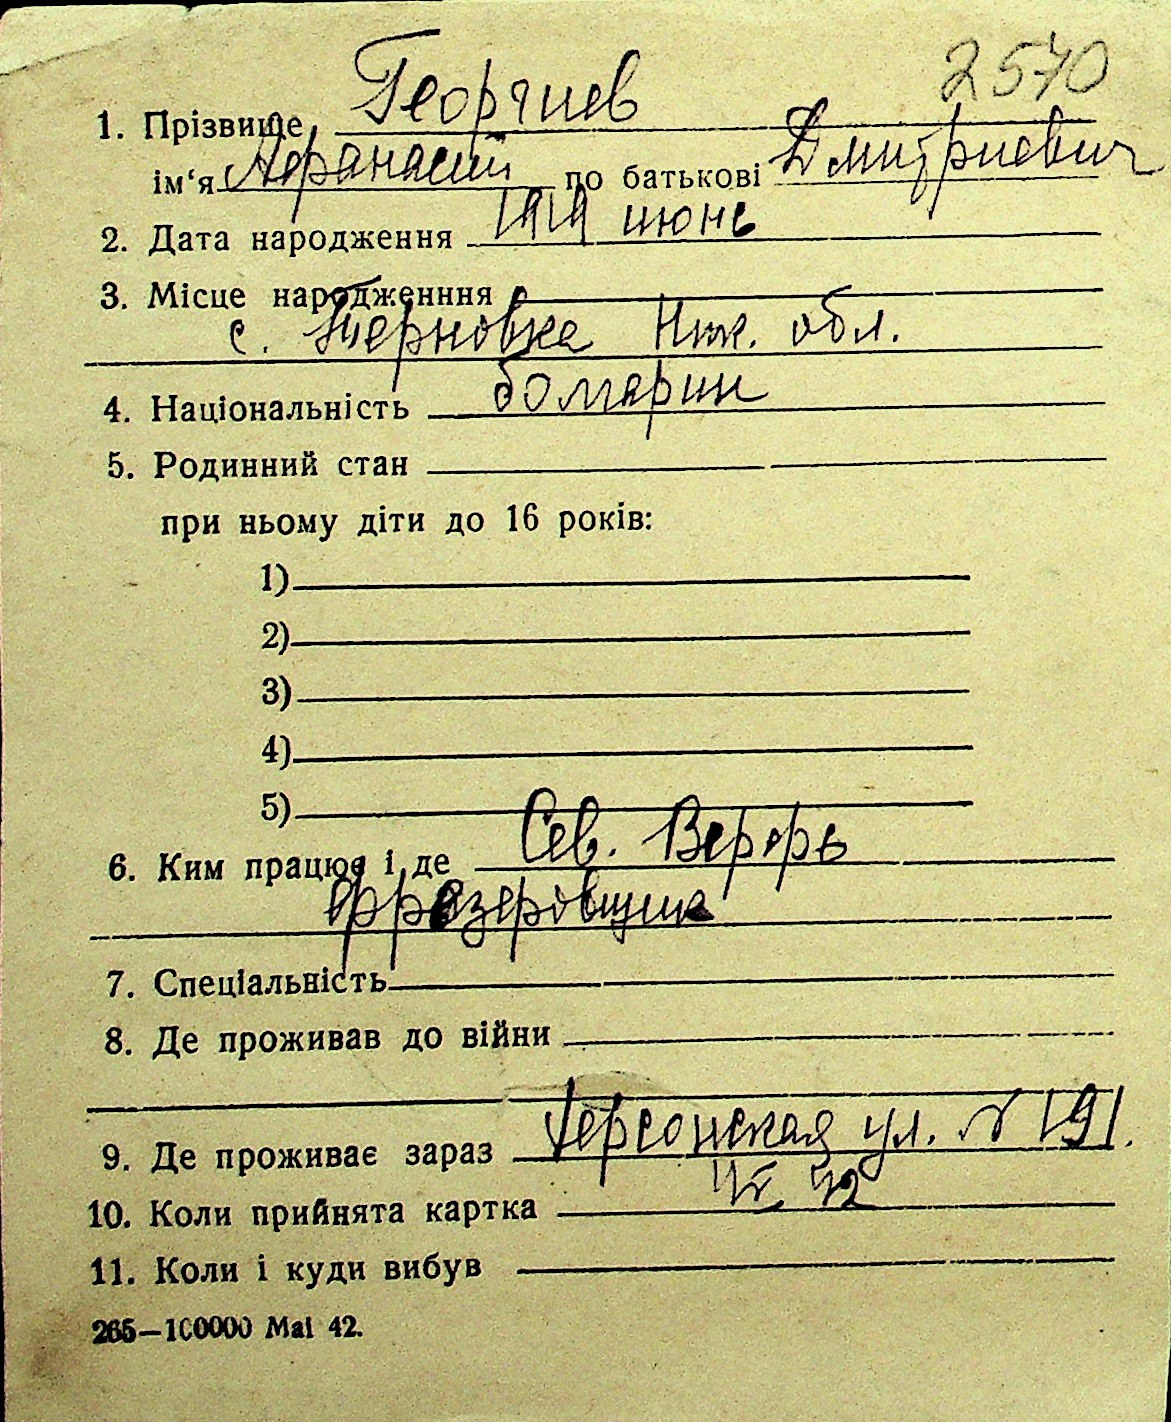 2570
1. Прізвище Георгиев
ім‘я Афанасий по батькові Дмитриевич
2. Дата народження 1919 июнь
3. Місце народженння
с. Терновка Ник. обл.
4. Національність болгарин
5. Родинний стан
при ньому діти до 16 років:
1)
2)
3)
4)
5)
6. Ким працює і де Сев. Верфь
фрезеровщик
7. Спеціальність
8. Де проживав до війни
9. Де проживає зараз Херсонская ул. № 191.
10. Коли прийнята картка 42
11. Коли і куди вибув
265—100000 Mai 42.